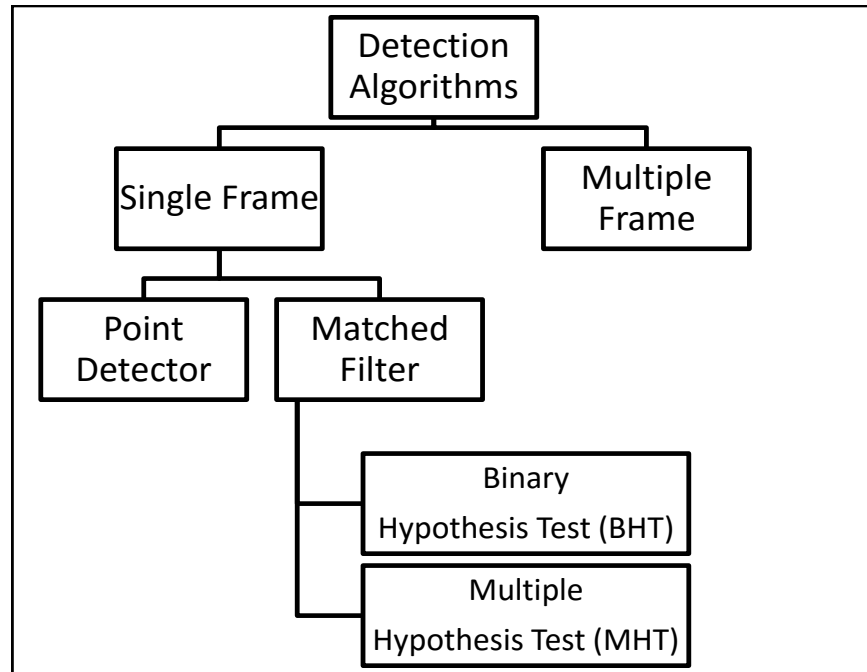 Detection
Algorithms
Single Frame
Multiple
Frame
Point
Detector
Matched
Filter
Binary
Hypothesis Test (BHT)
Multiple
Hypothesis Test (MHT)